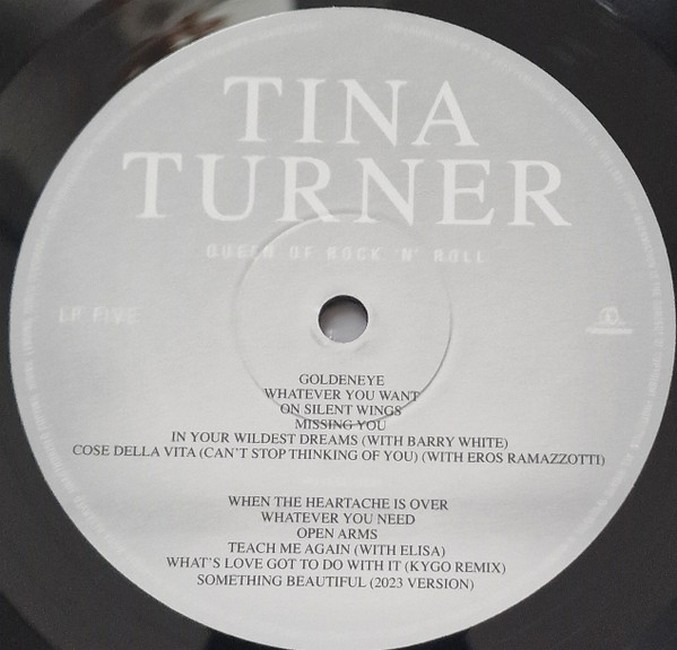 TINA
TURNER
QUEEN OF ROCK 'N' ROLL
LP FIVE
GOLDENEYE
WHATEVER YOU WANT
ON SILENT WINGS
MISSING YOU
IN YOUR WILDEST DREAMS (WITH BARRY WHITE)
COSE DELLA VITA (CAN'T STOP THINKING OF YOU) (WITH EROS RAMAZZOTTI)
WHEN THE HEARTACHE IS OVER
WHATEVER YOU NEED
OPEN ARMS
TEACH ME AGAIN (WITH ELISA)
WHAT'S LOVE GOT TO DO WITH IT (KYGO REMIX)
SOMETHING BEAUTIFUL (2023 VERSION)